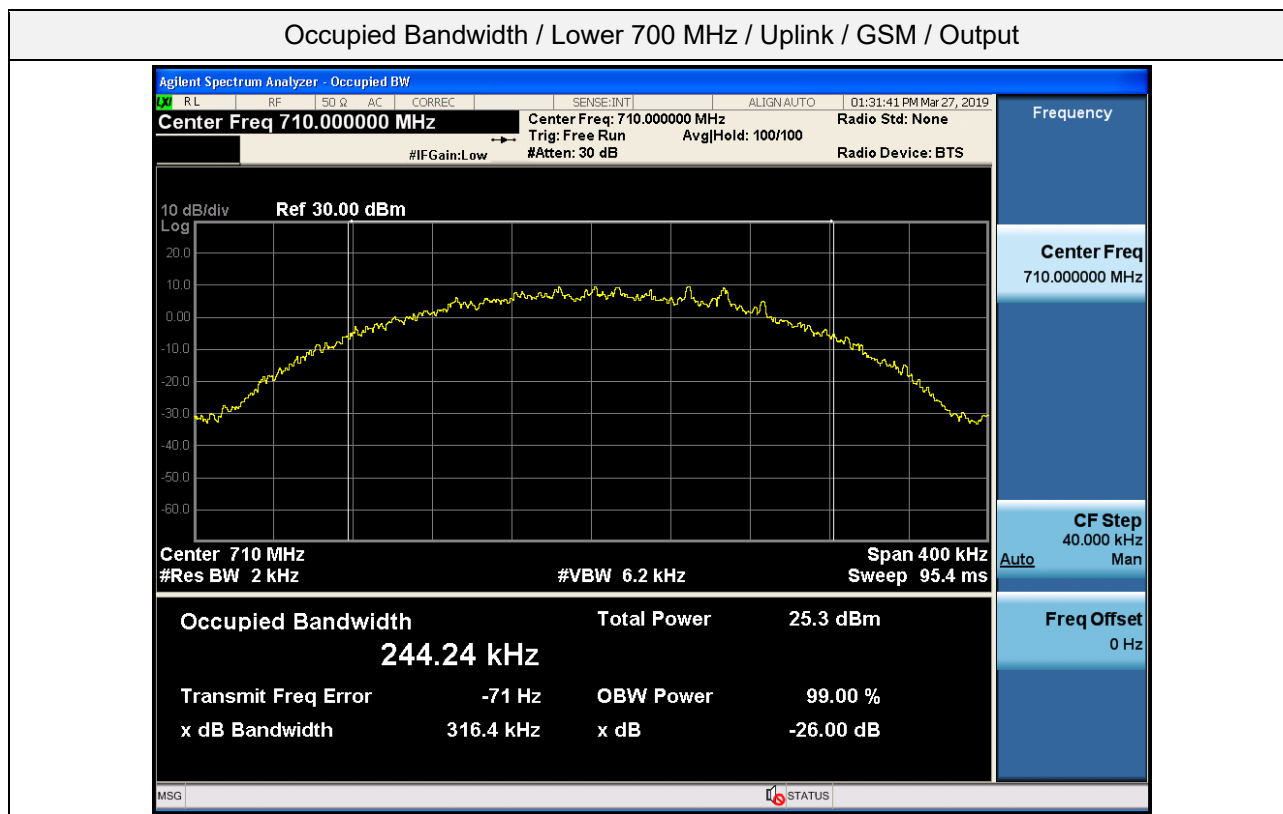 Occupied Bandwidth / Lower 700 MHz / Uplink / GSM / Output
Agilent Spectrum Analyzer - Occupied BW
LXI RL RF 50 Ω AC CORREC SENSE:INT ALIGN AUTO 01:31:41 PM Mar 27, 2019
Center Freq 710.000000 MHz Center Freq: 710.000000 MHz Radio Std: None
Trig: Free Run Avg|Hold: 100/100
#IFGain:Low #Atten: 30 dB Radio Device: BTS
Frequency
10 dB/div Ref 30.00 dBm
Log
20.0
10.0
0.00
-10.0
-20.0
-30.0
-40.0
-50.0
-60.0
Center 710 MHz Span 400 kHz
#Res BW 2 kHz #VBW 6.2 kHz Sweep 95.4 ms
Occupied Bandwidth Total Power 25.3 dBm
244.24 kHz
Transmit Freq Error -71 Hz OBW Power 99.00 %
x dB Bandwidth 316.4 kHz x dB -26.00 dB
Center Freq
710.000000 MHz
CF Step
40.000 kHz
Auto Man
Freq Offset
0 Hz
MSG STATUS